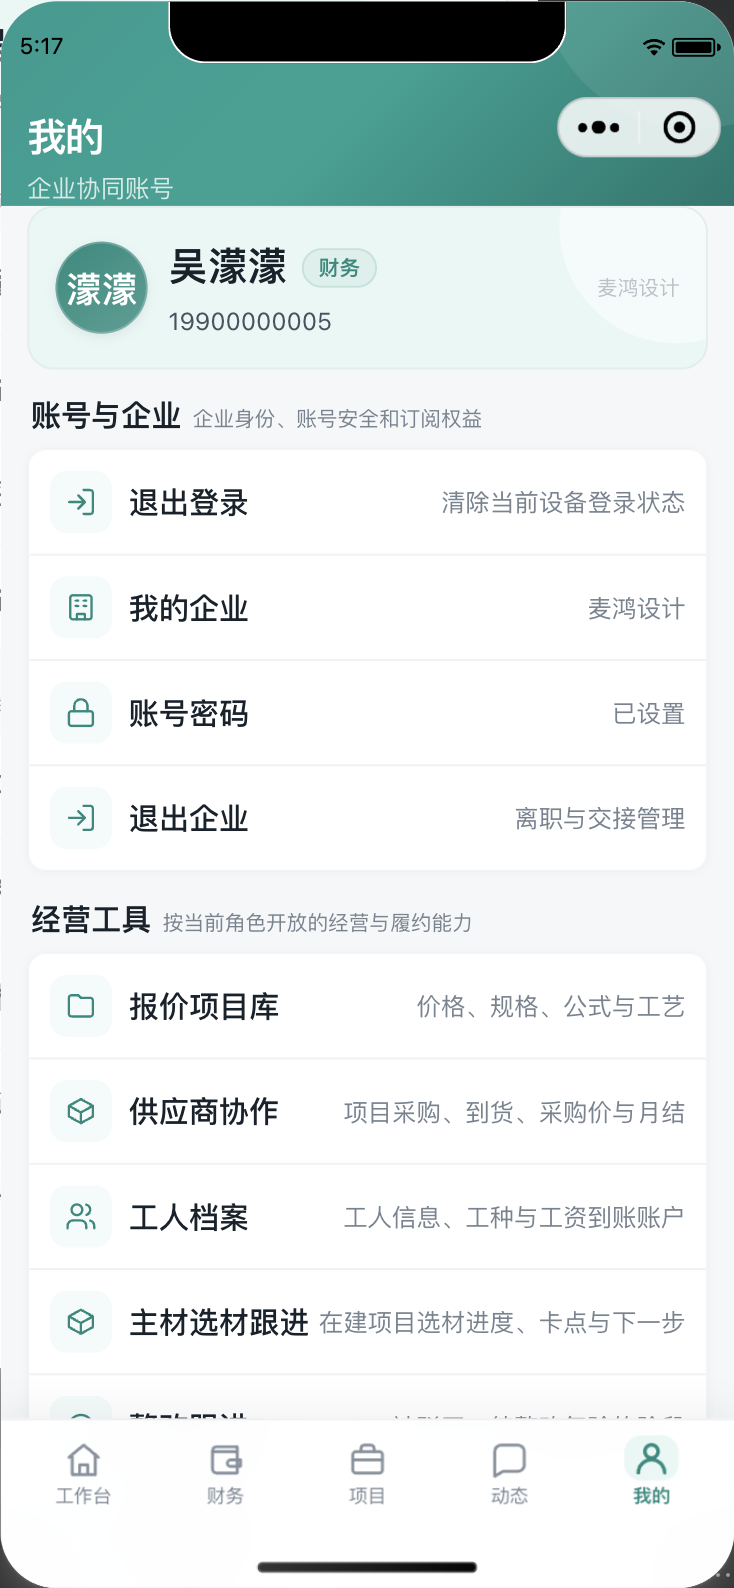 5:17
我的
企业协同账号
濛濛
吴濛濛 财务
19900000005
麦鸿设计
账号与企业 企业身份、账号安全和订阅权益
退出登录 清除当前设备登录状态
我的企业 麦鸿设计
账号密码 已设置
退出企业 离职与交接管理
经营工具 按当前角色开放的经营与履约能力
报价项目库 价格、规格、公式与工艺
供应商协作 项目采购、到货、采购价与月结
工人档案 工人信息、工种与工资到账账户
主材选材跟进 在建项目选材进度、卡点与下一步
工作台 财务 项目 动态 我的